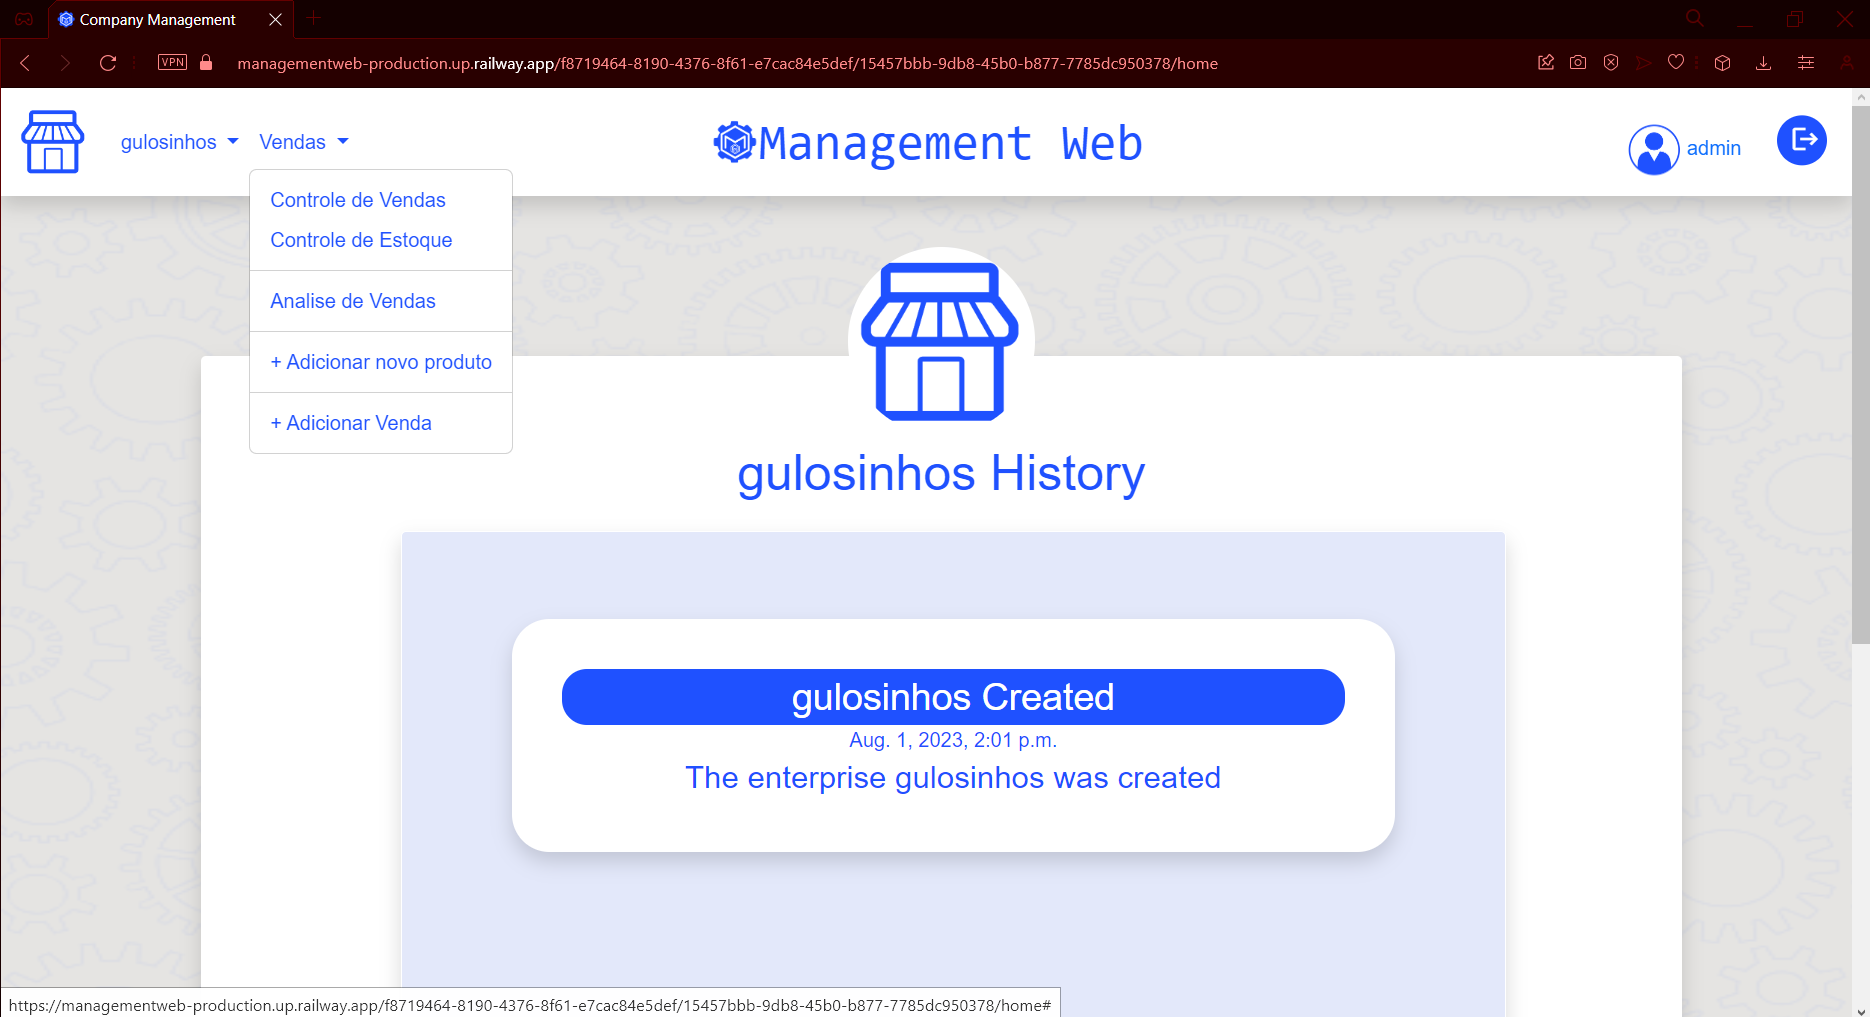 Company Management
VPN
managementweb-production.up.railway.app/f8719464-8190-4376-8f61-e7cac84e5def/15457bbb-9db8-45b0-b877-7785dc950378/home
gulosinhos
Vendas
Management Web
admin
Controle de Vendas
Controle de Estoque
Analise de Vendas
+ Adicionar novo produto
+ Adicionar Venda
gulosinhos History
gulosinhos Created
Aug. 1, 2023, 2:01 p.m.
The enterprise gulosinhos was created
https://managementweb-production.up.railway.app/f8719464-8190-4376-8f61-e7cac84e5def/15457bbb-9db8-45b0-b877-7785dc950378/home#